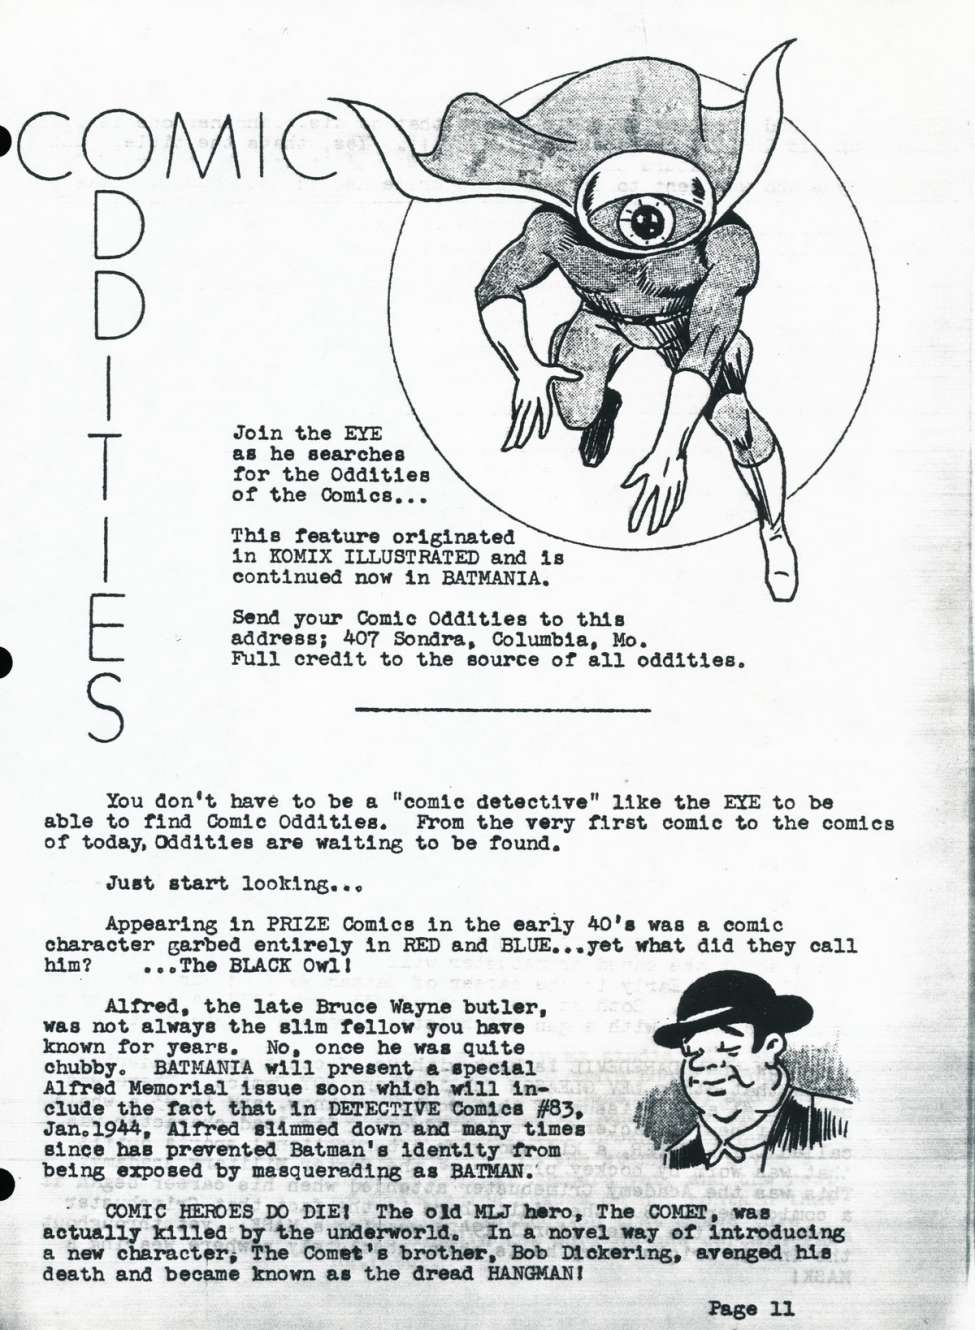 COMIC
ODDITIES
Join the EYE
as he searches
for the Oddities
of the Comics...
This feature originated
in KOMIX ILLUSTRATED and is
continued now in BATMANIA.
Send your Comic Oddities to this
address; 407 Sondra, Columbia, Mo.
Full credit to the source of all oddities.
You don't have to be a "comic detective" like the EYE to be
able to find Comic Oddities. From the very first comic to the comics
of today, Oddities are waiting to be found.
Just start looking...
Appearing in PRIZE Comics in the early 40's was a comic
character garbed entirely in RED and BLUE...yet what did they call
him? ...The BLACK Owl!
Alfred, the late Bruce Wayne butler,
was not always the slim fellow you have
known for years. No, once he was quite
chubby. BATMANIA will present a special
Alfred Memorial issue soon which will in-
clude the fact that in DETECTIVE Comics #83,
Jan.1944, Alfred slimmed down and many times
since has prevented Batman's identity from
being exposed by masquerading as BATMAN.
COMIC HEROES DO DIE! The old MLJ hero, The COMET, was
actually killed by the underworld. In a novel way of introducing
a new character, The Comet's brother, Bob Dickering, avenged his
death and became known as the dread HANGMAN!
Page 11